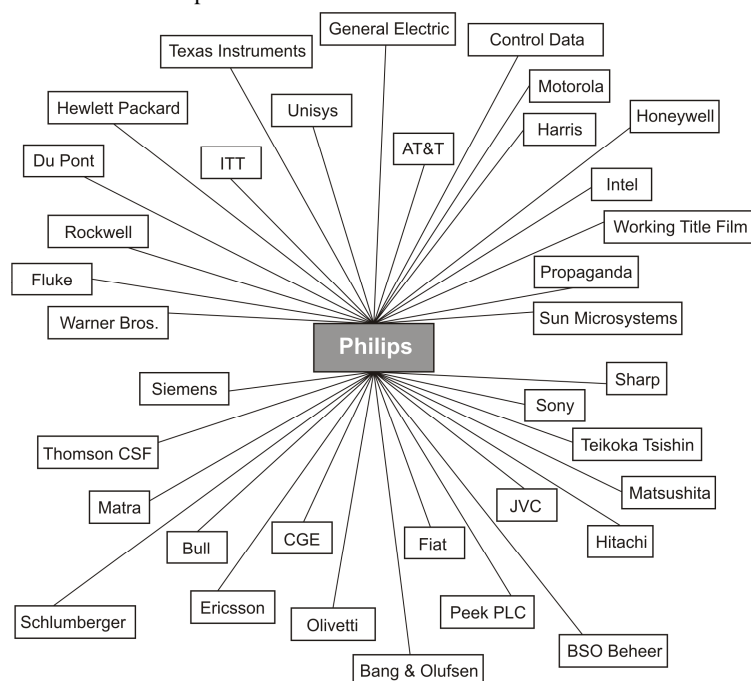 General Electric
Control Data
Texas Instruments
Motorola
Hewlett Packard
Unisys
Honeywell
Harris
AT&T
Du Pont
ITT
Intel
Working Title Film
Rockwell
Propaganda
Fluke
Warner Bros.
Sun Microsystems
Philips
Siemens
Sharp
Sony
Thomson CSF
Teikoka Tsishin
Matra
Matsushita
JVC
Bull
CGE
Fiat
Hitachi
Schlumberger
Ericsson
Olivetti
Peek PLC
BSO Beheer
Bang & Olufsen